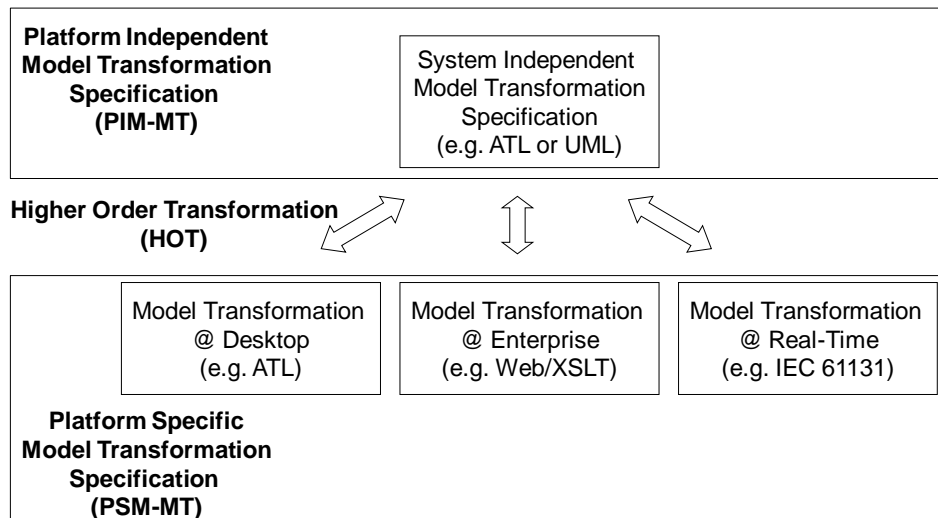 Platform Independent
Model Transformation
Specification
(PIM-MT)
System Independent
Model Transformation
Specification
(e.g. ATL or UML)
Higher Order Transformation
(HOT)
Model Transformation
@ Desktop
(e.g. ATL)
Model Transformation
@ Enterprise
(e.g. Web/XSLT)
Model Transformation
@ Real-Time
(e.g. IEC 61131)
Platform Specific
Model Transformation
Specification
(PSM-MT)